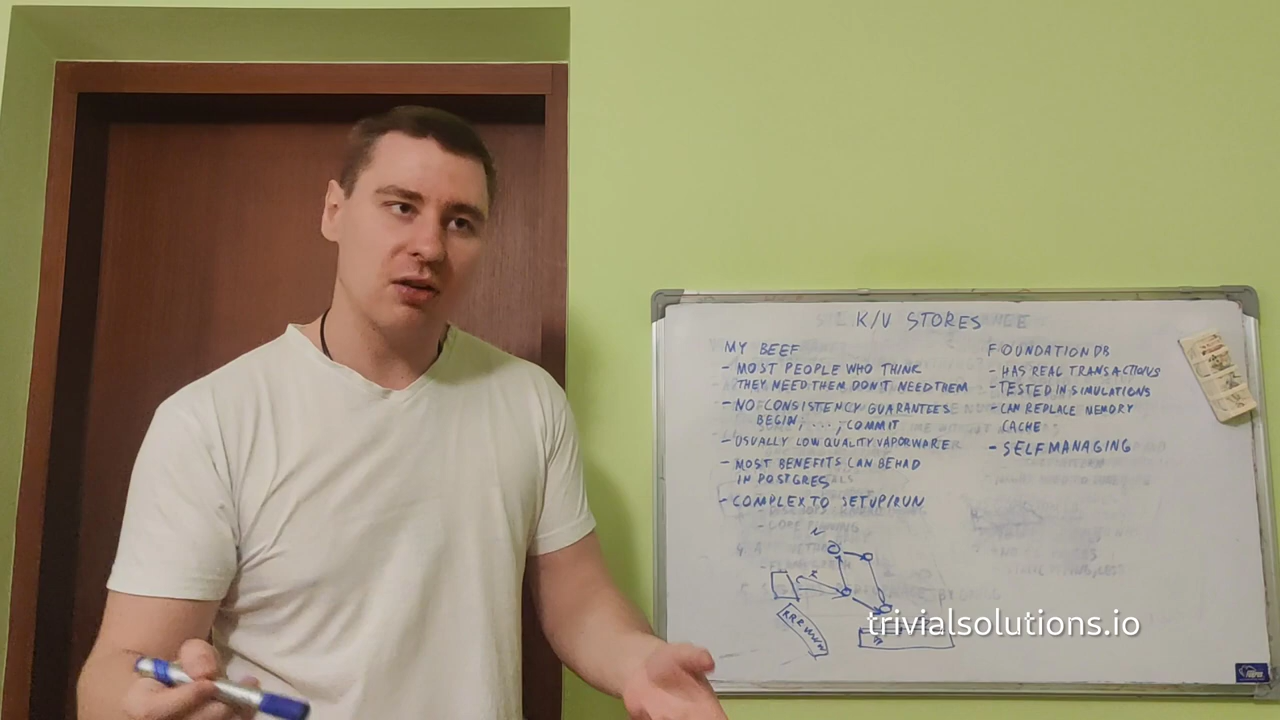 K/V STORES
MY BEEF
- MOST PEOPLE WHO THINK
THEY NEED THEM DON'T NEED THEM
- NO CONSISTENCY GUARANTEES
BEGIN; ... ; COMMIT
- USUALLY LOW QUALITY VAPORWARE
- MOST BENEFITS CAN BE HAD
IN POSTGRES
- COMPLEX TO SETUP/RUN
FOUNDATIONDB
- HAS REAL TRANSACTIONS
- TESTED IN SIMULATIONS
- CAN REPLACE MEMORY
CACHE
- SELF MANAGING
N
trivialsolutions.io